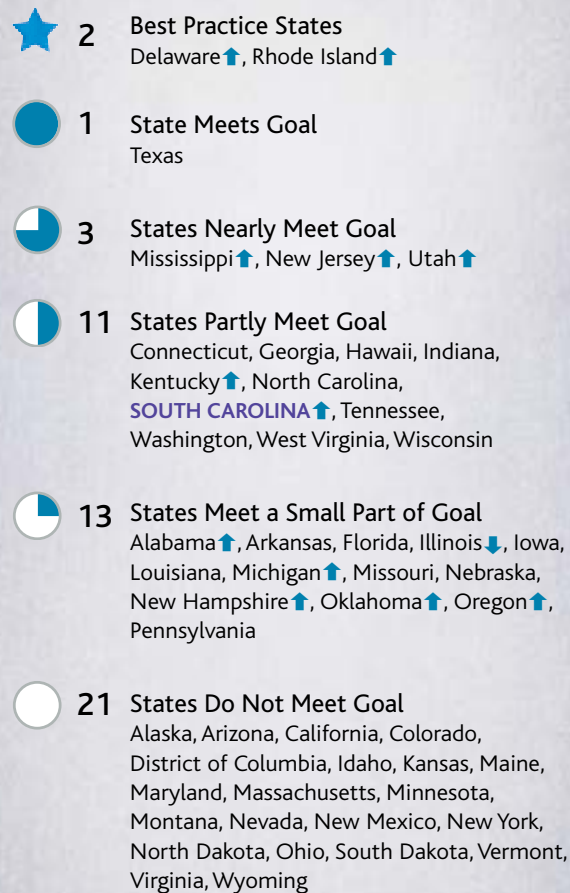 2 Best Practice States
Delaware⬆, Rhode Island⬆
1 State Meets Goal
Texas
3 States Nearly Meet Goal
Mississippi⬆, New Jersey⬆, Utah⬆
11 States Partly Meet Goal
Connecticut, Georgia, Hawaii, Indiana,
Kentucky⬆, North Carolina,
SOUTH CAROLINA⬆, Tennessee,
Washington, West Virginia, Wisconsin
13 States Meet a Small Part of Goal
Alabama⬆, Arkansas, Florida, Illinois⬇, Iowa,
Louisiana, Michigan⬆, Missouri, Nebraska,
New Hampshire⬆, Oklahoma⬆, Oregon⬆,
Pennsylvania
21 States Do Not Meet Goal
Alaska, Arizona, California, Colorado,
District of Columbia, Idaho, Kansas, Maine,
Maryland, Massachusetts, Minnesota,
Montana, Nevada, New Mexico, New York,
North Dakota, Ohio, South Dakota, Vermont,
Virginia, Wyoming